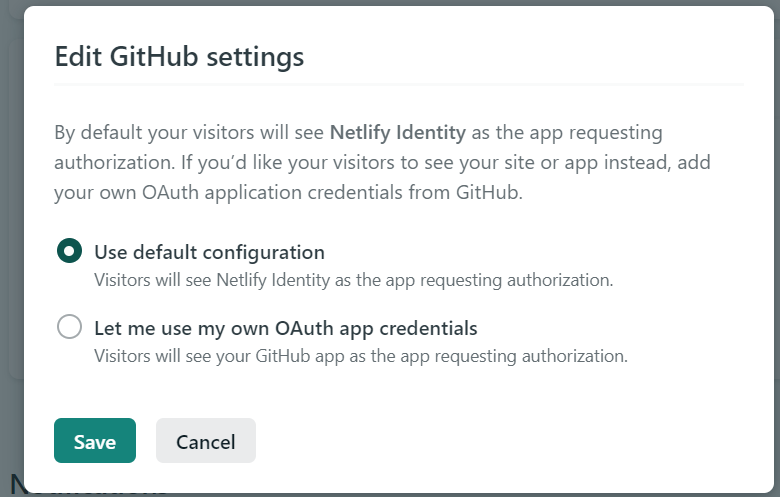 Edit GitHub settings
By default your visitors will see Netlify Identity as the app requesting
authorization. If you’d like your visitors to see your site or app instead, add
your own OAuth application credentials from GitHub.
Use default configuration
Visitors will see Netlify Identity as the app requesting authorization.
Let me use my own OAuth app credentials
Visitors will see your GitHub app as the app requesting authorization.
Save
Cancel